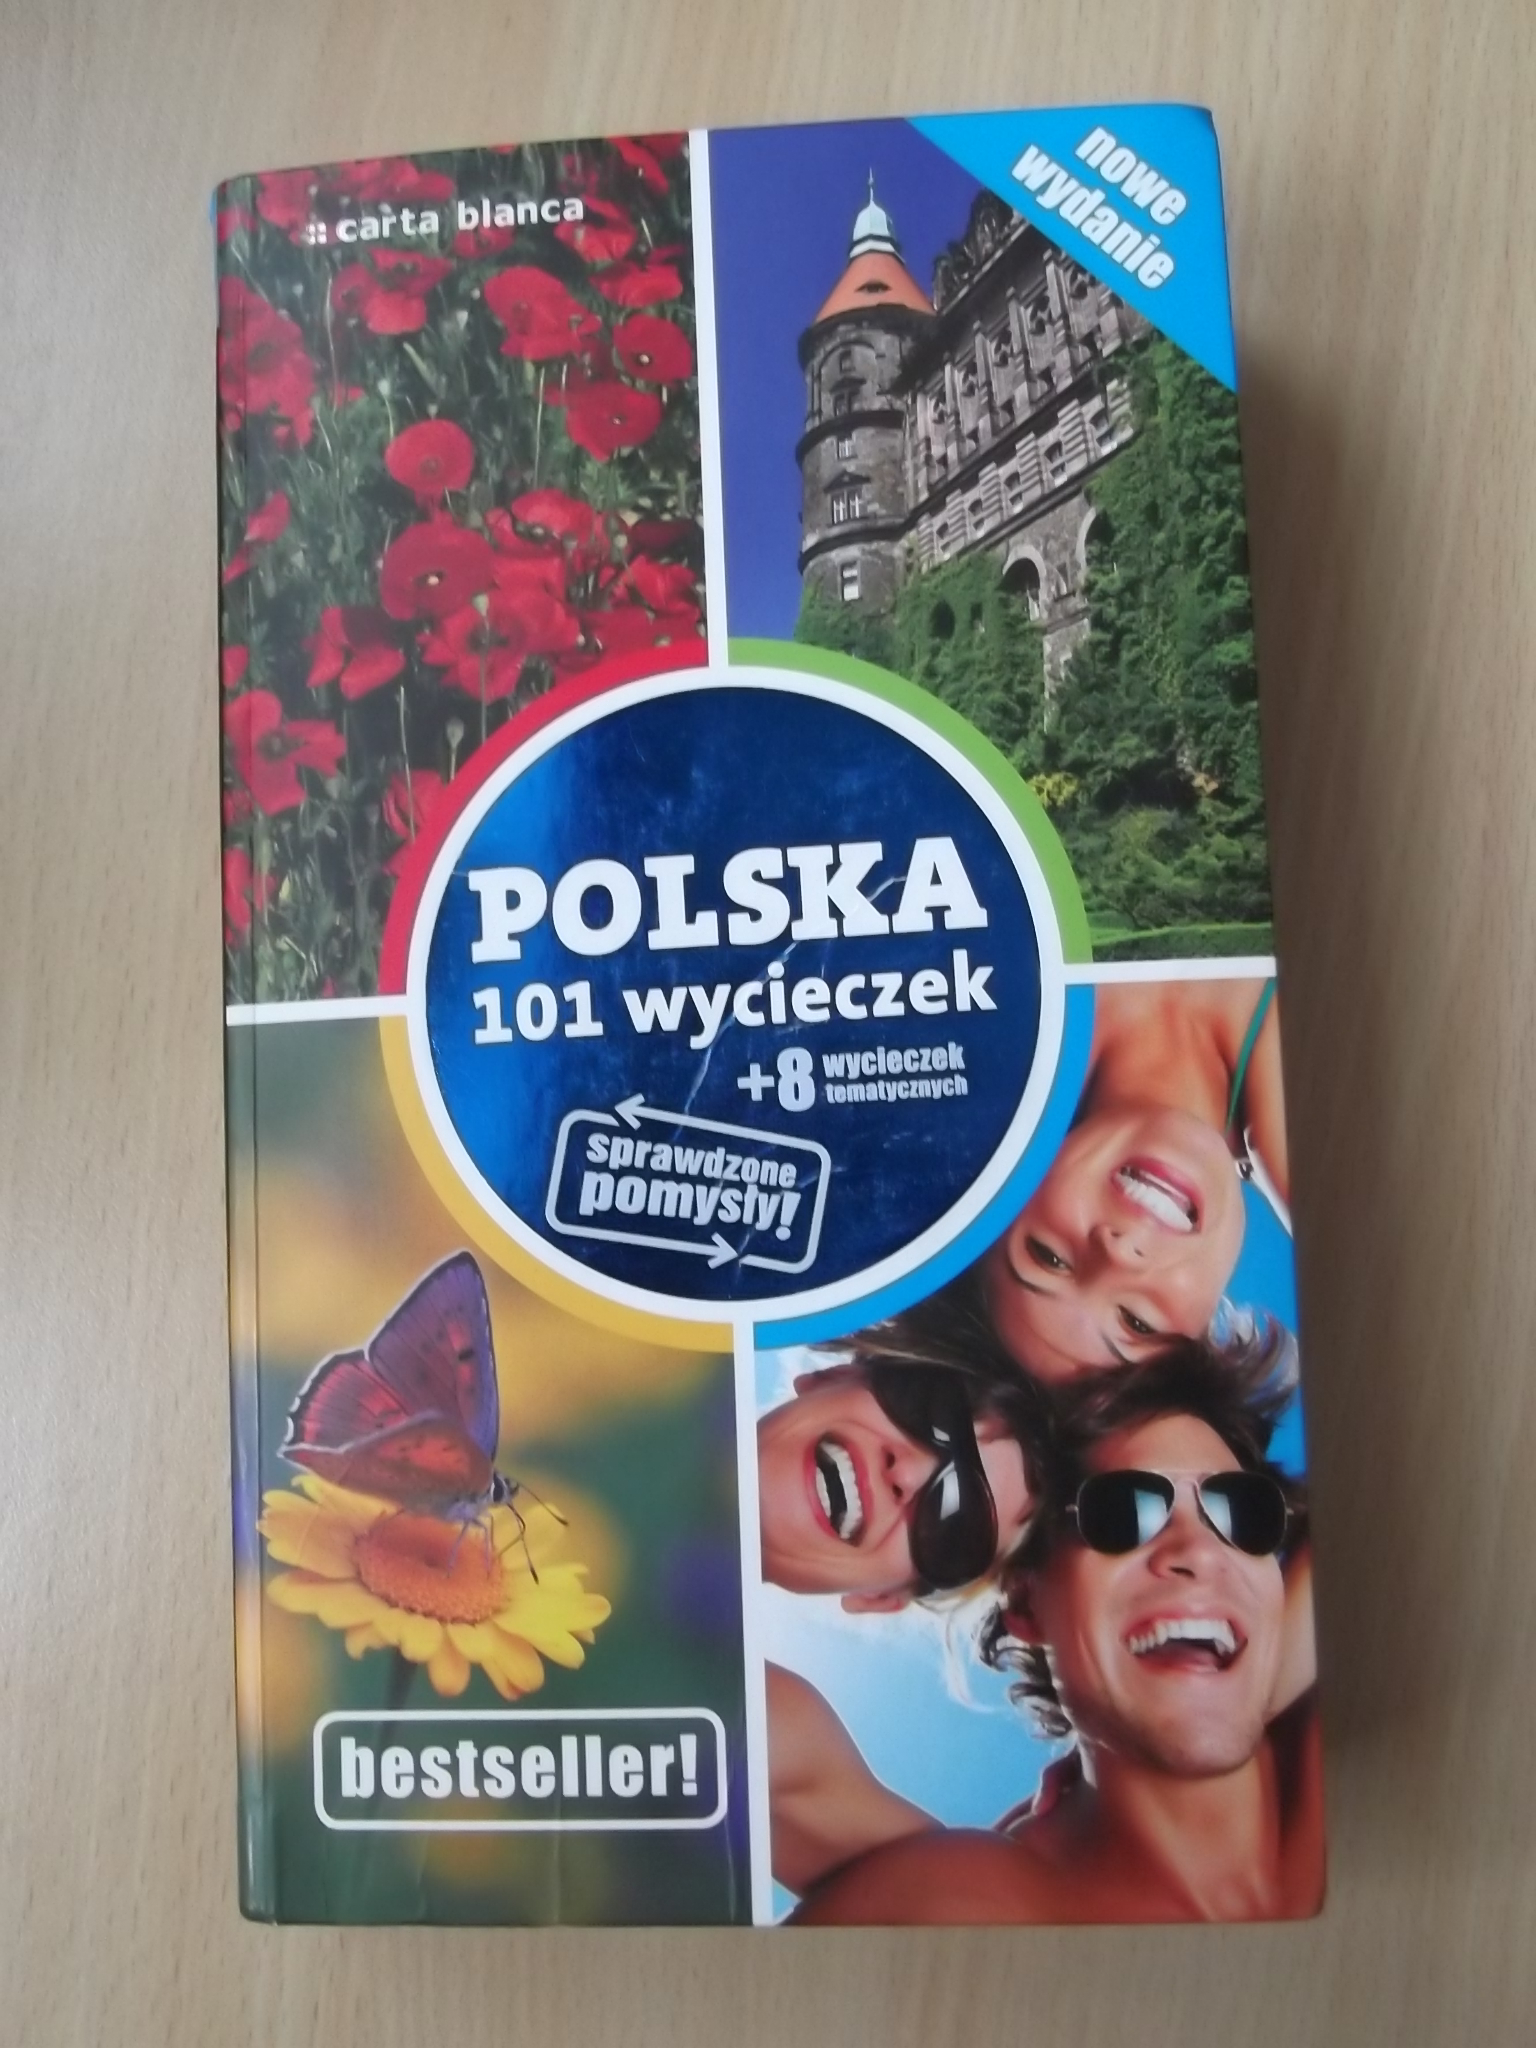 carta blanca
nowe
wydanie
POLSKA
101 wycieczek
+8 wycieczek
tematycznych
sprawdzone
pomysły!
bestseller!